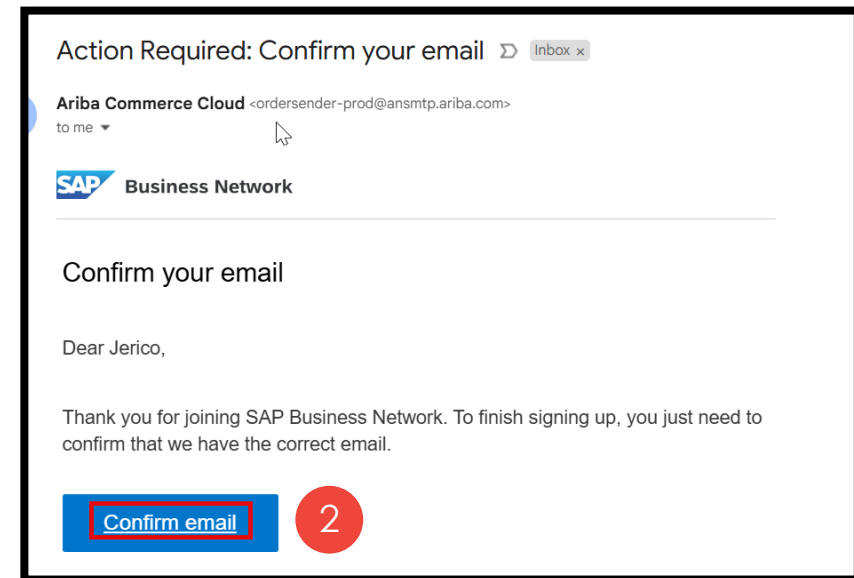 Action Required: Confirm your email Inbox x
Ariba Commerce Cloud <ordersender-prod@ansmtp.ariba.com>
to me
SAP Business Network
Confirm your email
Dear Jerico,
Thank you for joining SAP Business Network. To finish signing up, you just need to
confirm that we have the correct email.
Confirm email 2